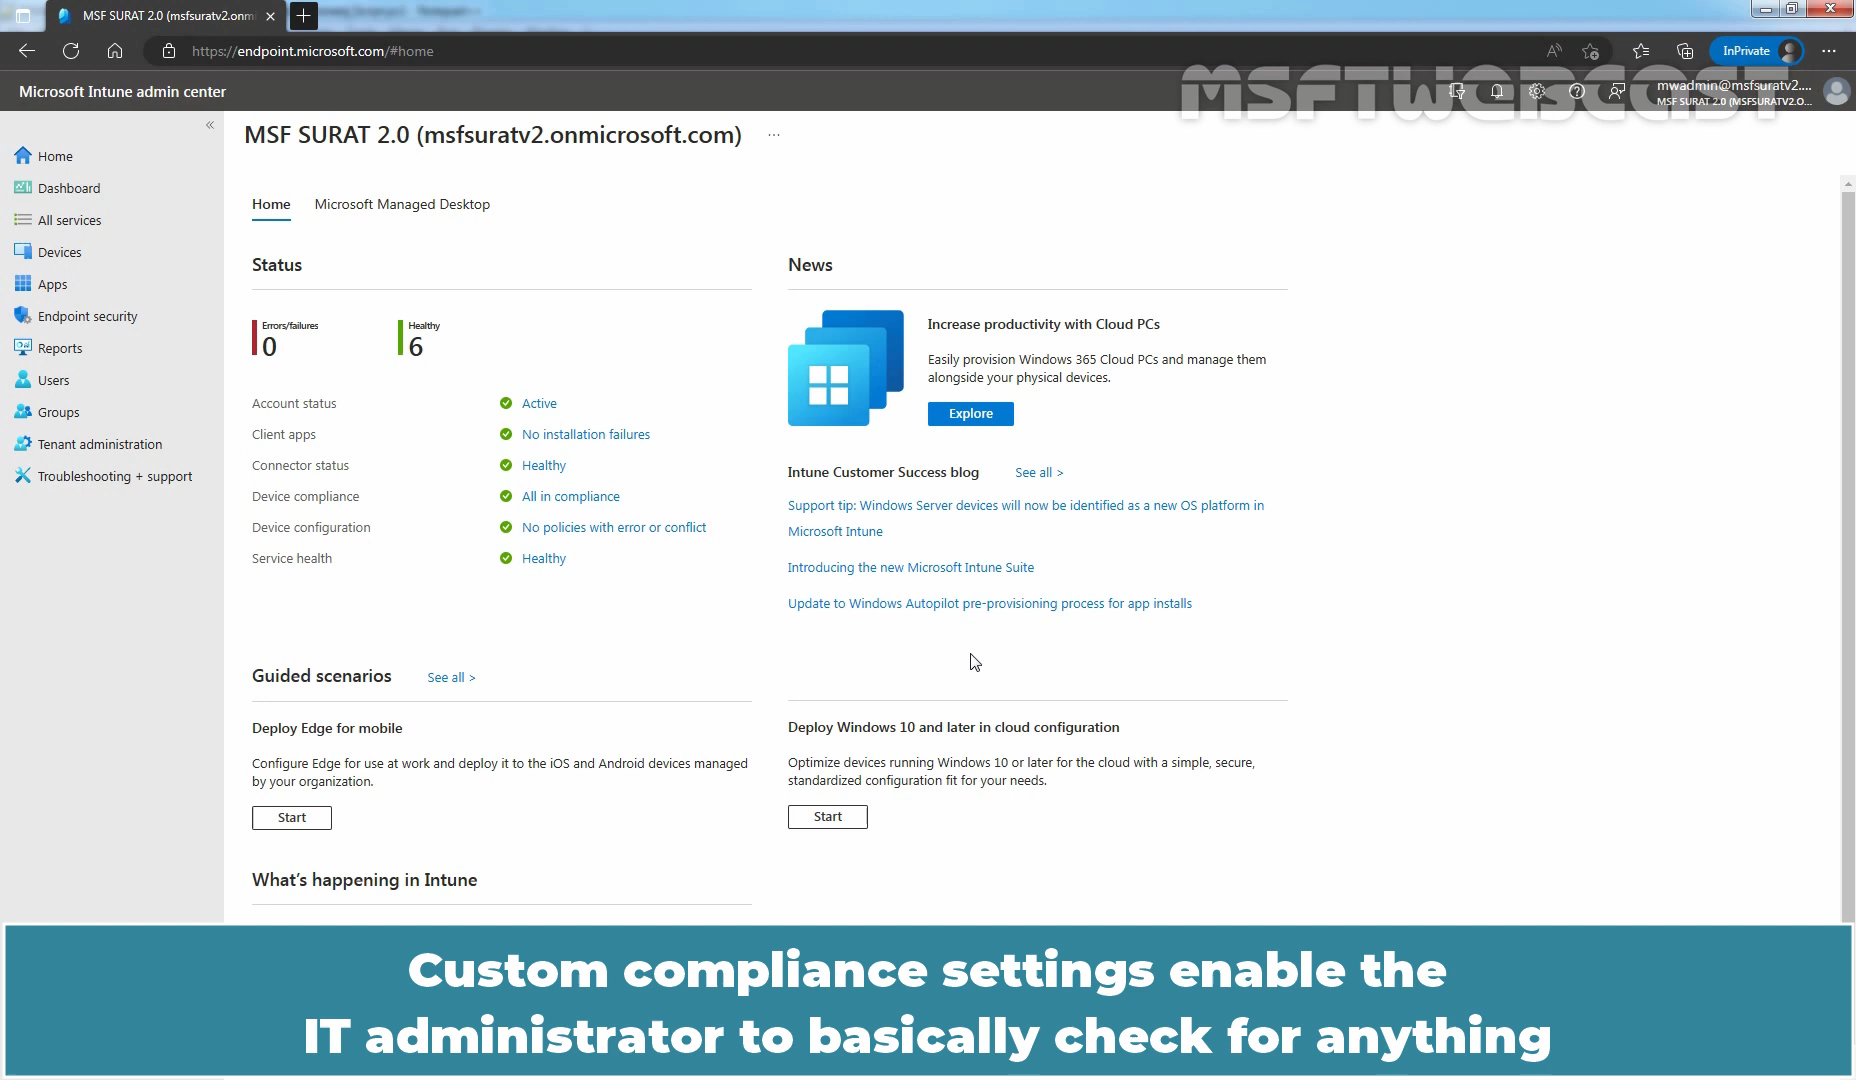 MSF SURAT 2.0 (msfsuratv2.onmi
https://endpoint.microsoft.com/#home
InPrivate
Microsoft Intune admin center
MSFTWEBCAST
mwadmin@msfsuratv2....
MSF SURAT 2.0 (MSFSURATV2.O...
MSF SURAT 2.0 (msfsuratv2.onmicrosoft.com)
Home
Dashboard
All services
Devices
Apps
Endpoint security
Reports
Users
Groups
Tenant administration
Troubleshooting + support
Home
Microsoft Managed Desktop
Status
Errors/failures
0
Healthy
6
Account status
Active
Client apps
No installation failures
Connector status
Healthy
Device compliance
All in compliance
Device configuration
No policies with error or conflict
Service health
Healthy
News
Increase productivity with Cloud PCs
Easily provision Windows 365 Cloud PCs and manage them
alongside your physical devices.
Explore
Intune Customer Success blog
See all >
Support tip: Windows Server devices will now be identified as a new OS platform in
Microsoft Intune
Introducing the new Microsoft Intune Suite
Update to Windows Autopilot pre-provisioning process for app installs
Guided scenarios
See all >
Deploy Edge for mobile
Configure Edge for use at work and deploy it to the iOS and Android devices managed
by your organization.
Start
Deploy Windows 10 and later in cloud configuration
Optimize devices running Windows 10 or later for the cloud with a simple, secure,
standardized configuration fit for your needs.
Start
What's happening in Intune
Custom compliance settings enable the
IT administrator to basically check for anything